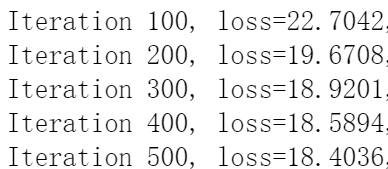 Iteration 100, loss=22.7042,
Iteration 200, loss=19.6708,
Iteration 300, loss=18.9201,
Iteration 400, loss=18.5894,
Iteration 500, loss=18.4036,